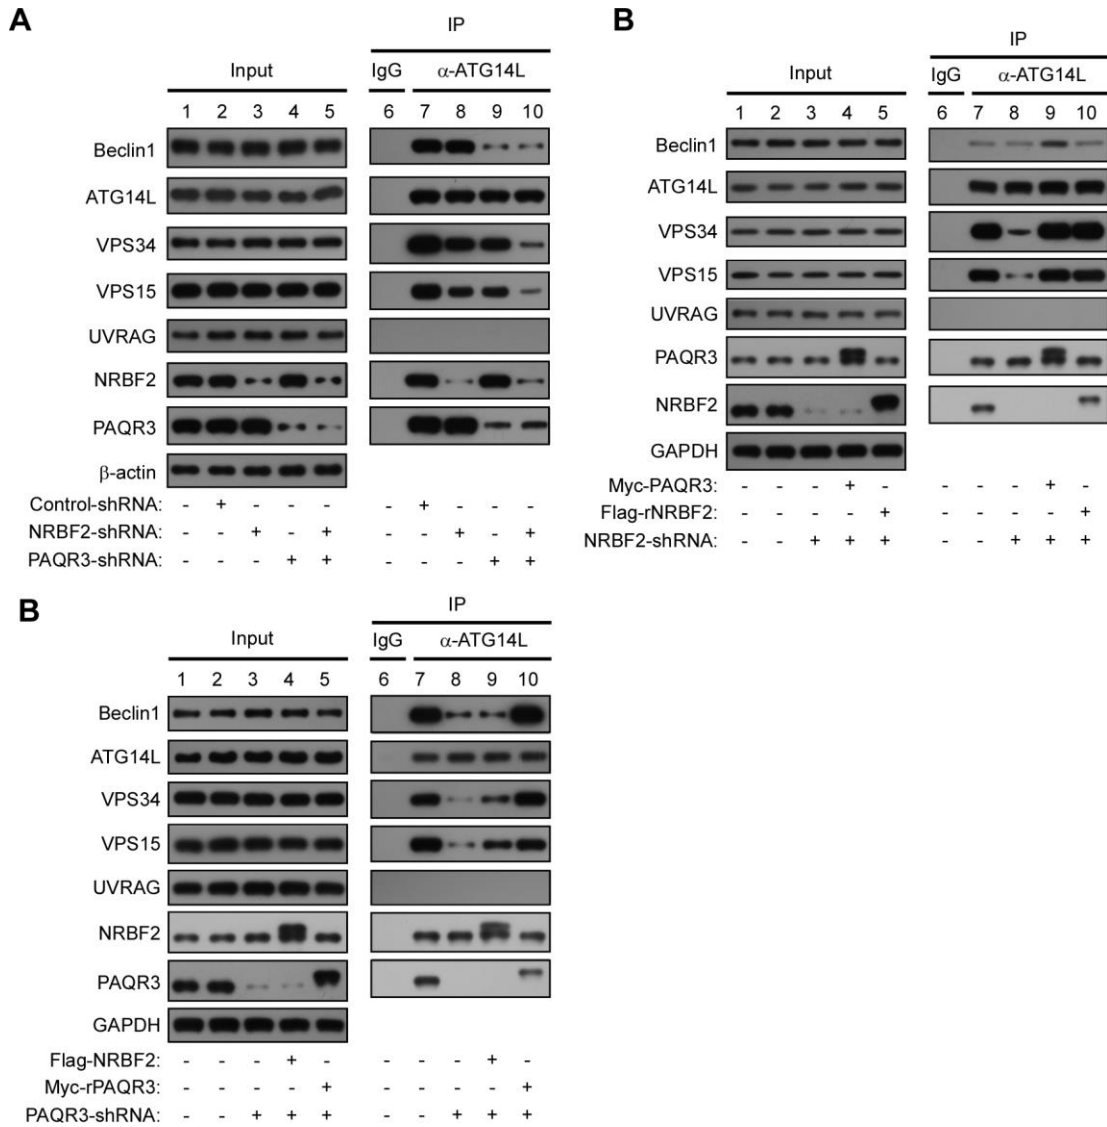 A
IP
Input IgG α-ATG14L
1 2 3 4 5 6 7 8 9 10
Beclin1
ATG14L
VPS34
VPS15
UVRAG
NRBF2
PAQR3
β-actin
Control-shRNA: - + - - - - + - - -
NRBF2-shRNA: - - + - + - - + - +
PAQR3-shRNA: - - - + + - - - + +
B
IP
Input IgG α-ATG14L
1 2 3 4 5 6 7 8 9 10
Beclin1
ATG14L
VPS34
VPS15
UVRAG
PAQR3
NRBF2
GAPDH
Myc-PAQR3: - - - + - - - - + -
Flag-rNRBF2: - - - - + - - - - +
NRBF2-shRNA: - - + + + - - + + +
B
IP
Input IgG α-ATG14L
1 2 3 4 5 6 7 8 9 10
Beclin1
ATG14L
VPS34
VPS15
UVRAG
NRBF2
PAQR3
GAPDH
Flag-NRBF2: - - - + - - - - + -
Myc-rPAQR3: - - - - + - - - - +
PAQR3-shRNA: - - + + + - - + + +